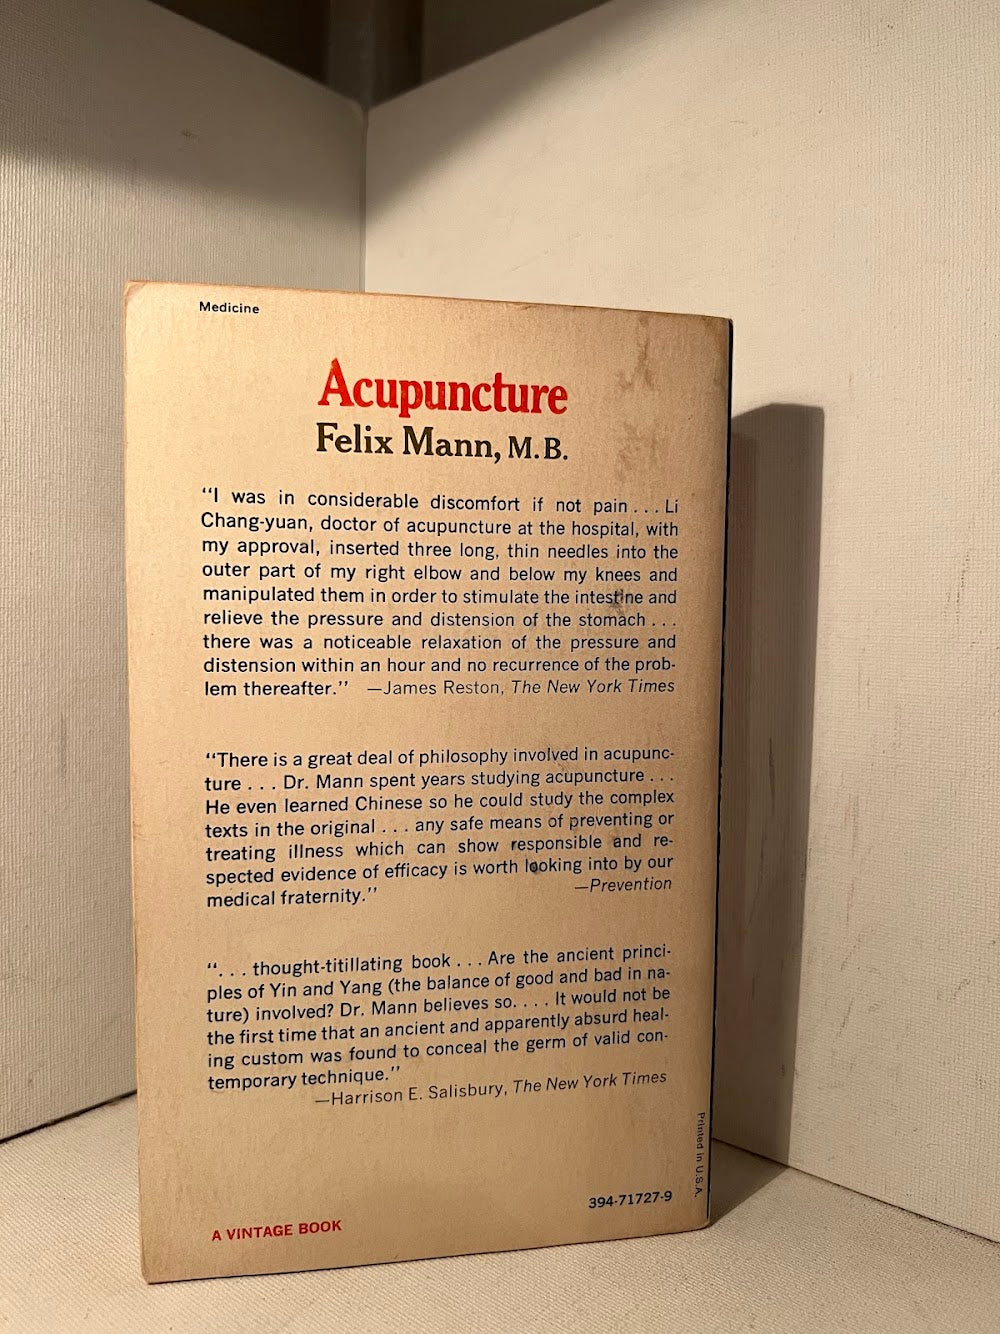 Medicine
Acupuncture
Felix Mann, M.B.
“I was in considerable discomfort if not pain . . . Li
Chang-yuan, doctor of acupuncture at the hospital, with
my approval, inserted three long, thin needles into the
outer part of my right elbow and below my knees and
manipulated them in order to stimulate the intestine and
relieve the pressure and distension of the stomach . . .
there was a noticeable relaxation of the pressure and
distension within an hour and no recurrence of the prob-
lem thereafter.” —James Reston, The New York Times
“There is a great deal of philosophy involved in acupunc-
ture . . . Dr. Mann spent years studying acupuncture . . .
He even learned Chinese so he could study the complex
texts in the original . . . any safe means of preventing or
treating illness which can show responsible and re-
spected evidence of efficacy is worth looking into by our
medical fraternity.” —Prevention
“. . . thought-titillating book . . . Are the ancient princi-
ples of Yin and Yang (the balance of good and bad in na-
ture) involved? Dr. Mann believes so. . . . It would not be
the first time that an ancient and apparently absurd heal-
ing custom was found to conceal the germ of valid con-
temporary technique.”
—Harrison E. Salisbury, The New York Times
Printed in U.S.A.
394-71727-9
A VINTAGE BOOK